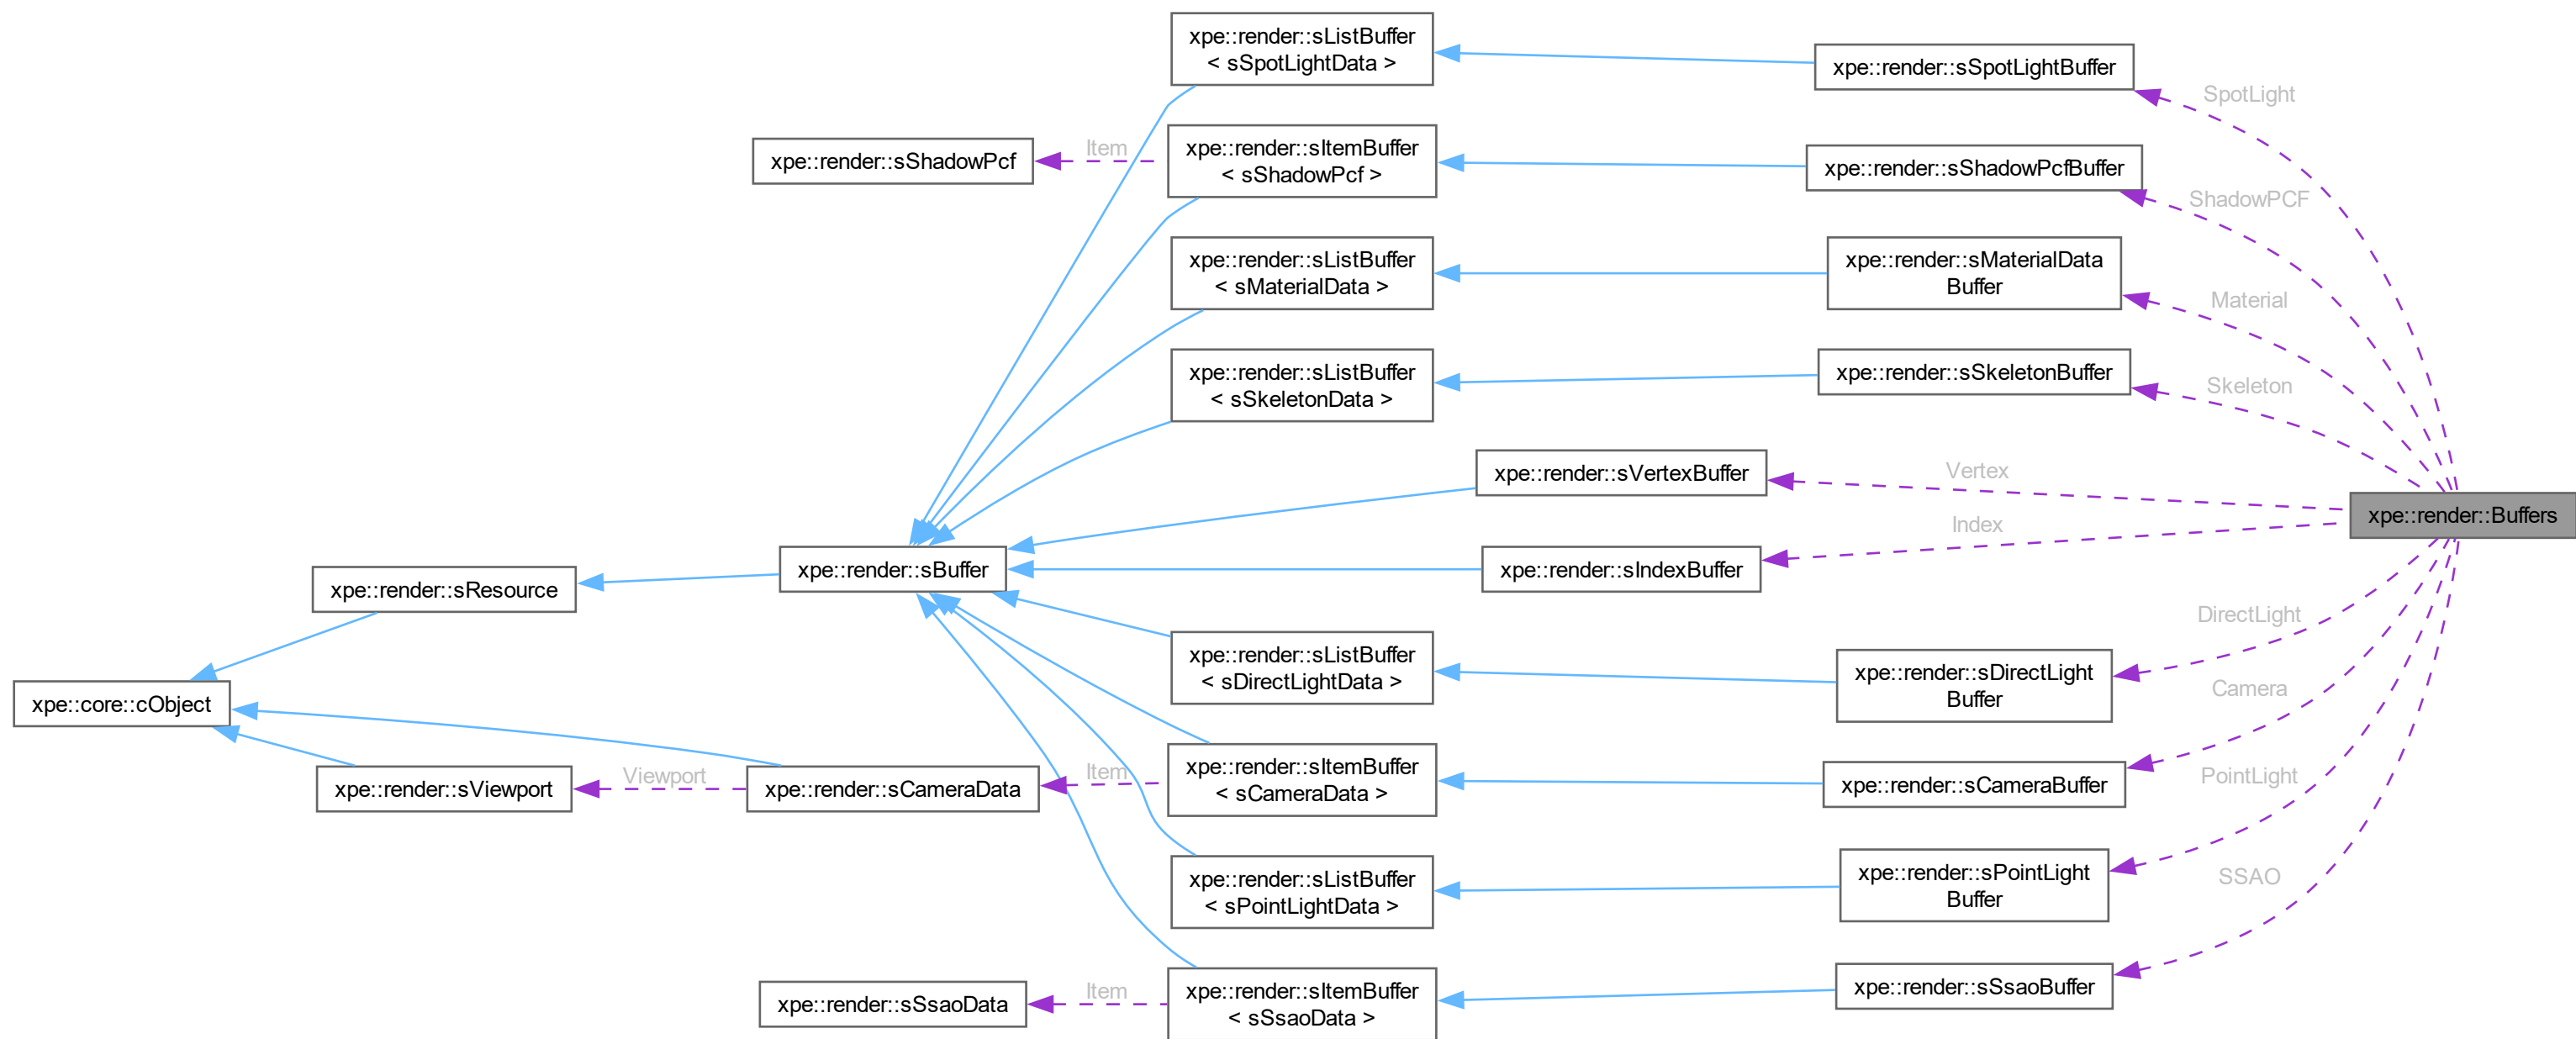 xpe::render::sListBuffer
< sSpotLightData >
xpe::render::sSpotLightBuffer
SpotLight
xpe::render::sShadowPcf
Item
xpe::render::sItemBuffer
< sShadowPcf >
xpe::render::sShadowPcfBuffer
ShadowPCF
xpe::render::sListBuffer
< sMaterialData >
xpe::render::sMaterialData
Buffer
Material
xpe::render::sListBuffer
< sSkeletonData >
xpe::render::sSkeletonBuffer
Skeleton
xpe::render::sVertexBuffer
Vertex
xpe::render::Buffers
Index
xpe::render::sResource
xpe::render::sBuffer
xpe::render::sIndexBuffer
DirectLight
xpe::render::sListBuffer
< sDirectLightData >
xpe::render::sDirectLight
Buffer
xpe::core::cObject
Camera
xpe::render::sViewport
Viewport
xpe::render::sCameraData
Item
xpe::render::sItemBuffer
< sCameraData >
xpe::render::sCameraBuffer
PointLight
xpe::render::sListBuffer
< sPointLightData >
xpe::render::sPointLight
Buffer
SSAO
xpe::render::sSsaoData
Item
xpe::render::sItemBuffer
< sSsaoData >
xpe::render::sSsaoBuffer